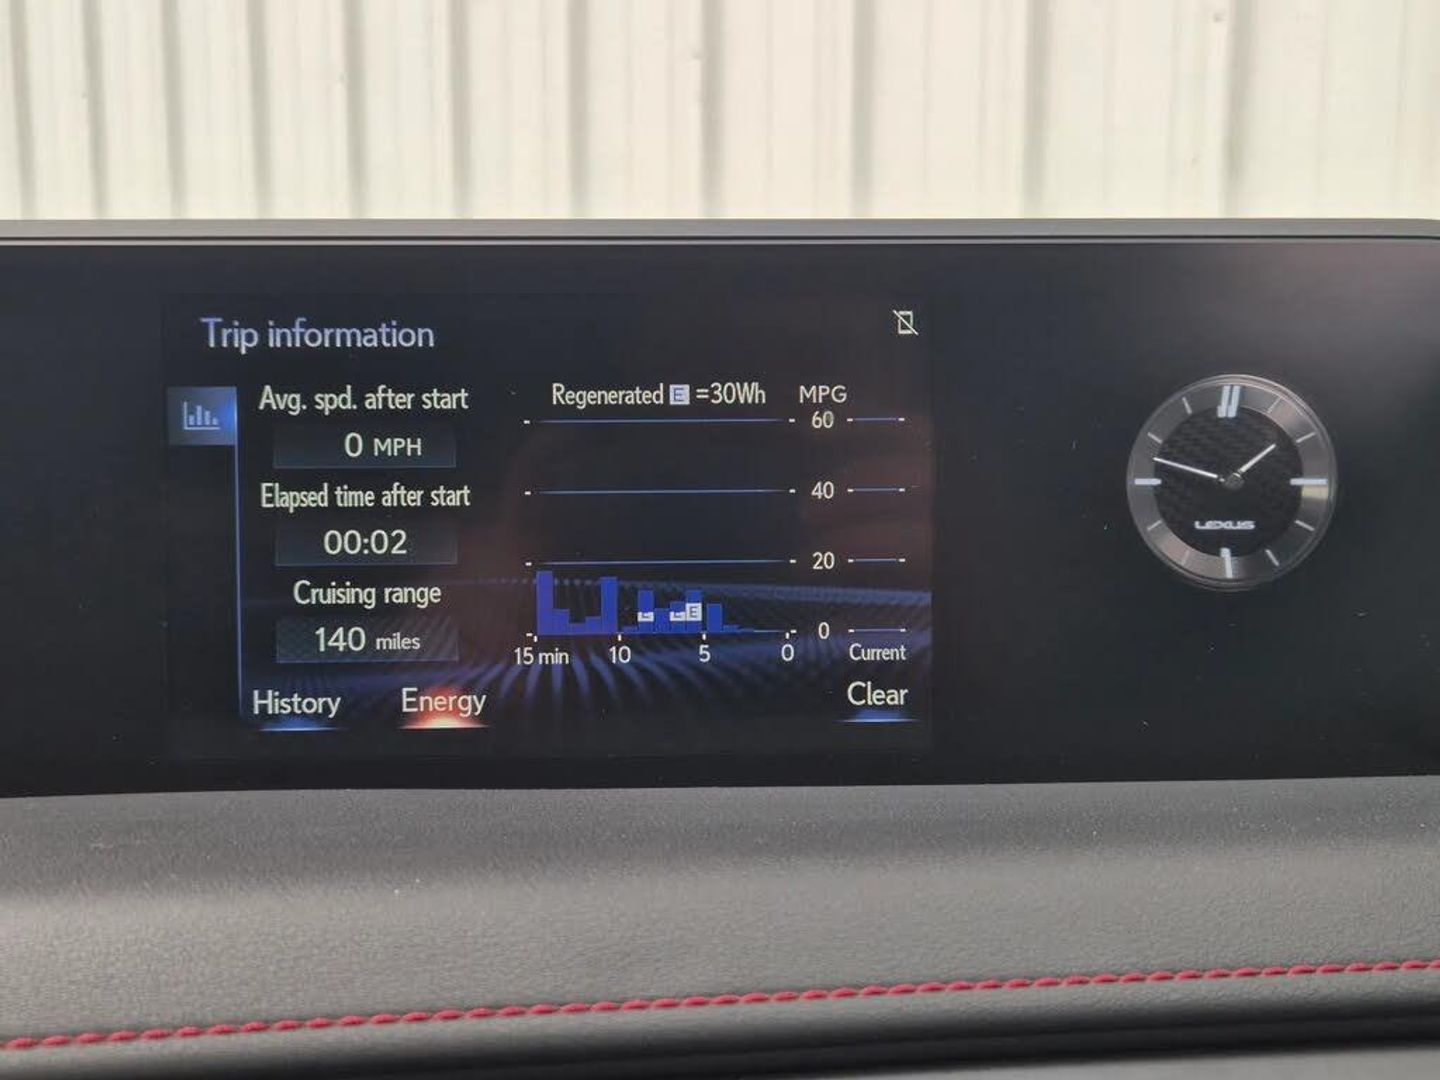 Trip information
Avg. spd. after start
0 MPH
Elapsed time after start
00:02
Cruising range
140 miles
History
Energy
Regenerated E =30Wh
MPG
60
40
20
0
E
E
E
15 min 10 5 0
Current
Clear
LEXUS